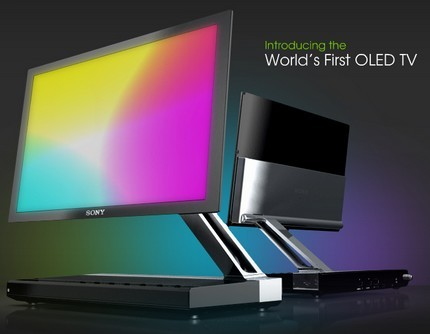 Introducing the
World's First OLED TV
SONY